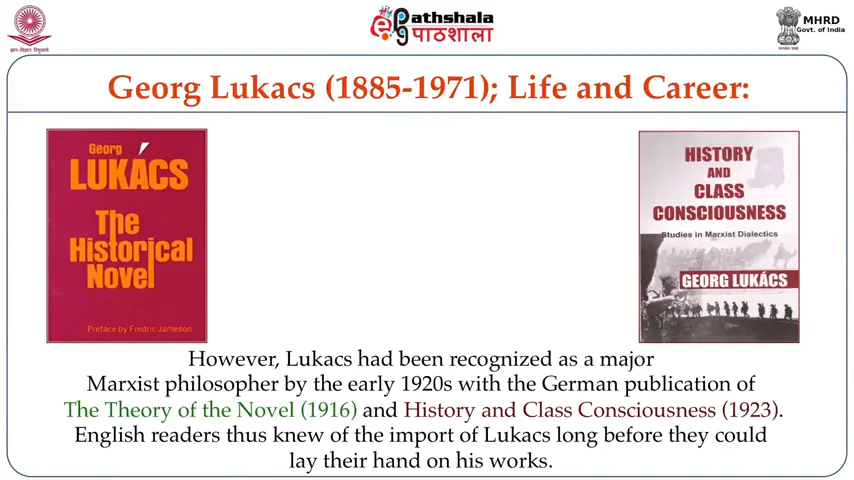 ज्ञान-विज्ञान विमुक्तये
epathshala
पाठशाला
MHRD
Govt. of India
Georg Lukacs (1885-1971); Life and Career:
Georg
LUKÁCS
The
Historical
Novel
Preface by Fredric Jameson
HISTORY
AND
CLASS
CONSCIOUSNESS
Studies in Marxist Dialectics
GEORG LUKÁCS
However, Lukacs had been recognized as a major
Marxist philosopher by the early 1920s with the German publication of
The Theory of the Novel (1916) and History and Class Consciousness (1923).
English readers thus knew of the import of Lukacs long before they could
lay their hand on his works.